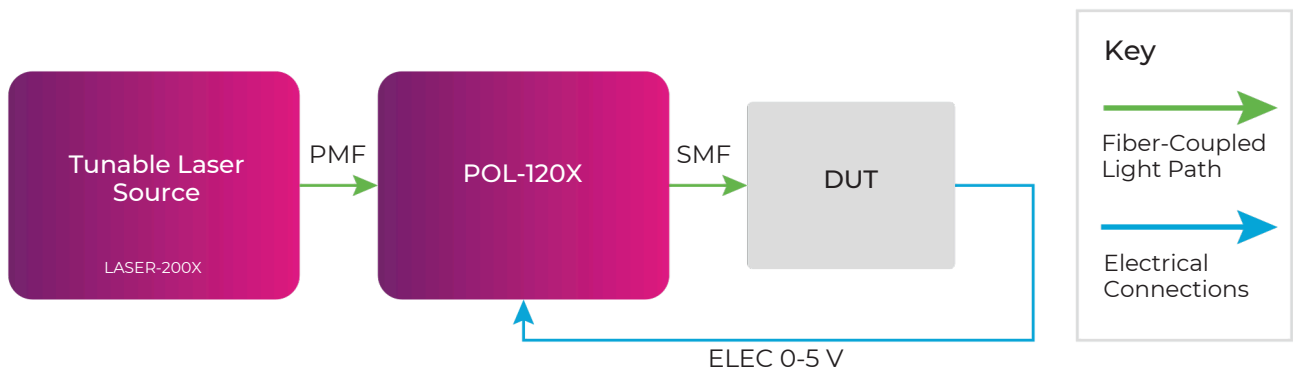 Tunable Laser
Source
LASER-200X
PMF
POL-120X
SMF
DUT
ELEC 0-5 V
Key
Fiber-Coupled
Light Path
Electrical
Connections